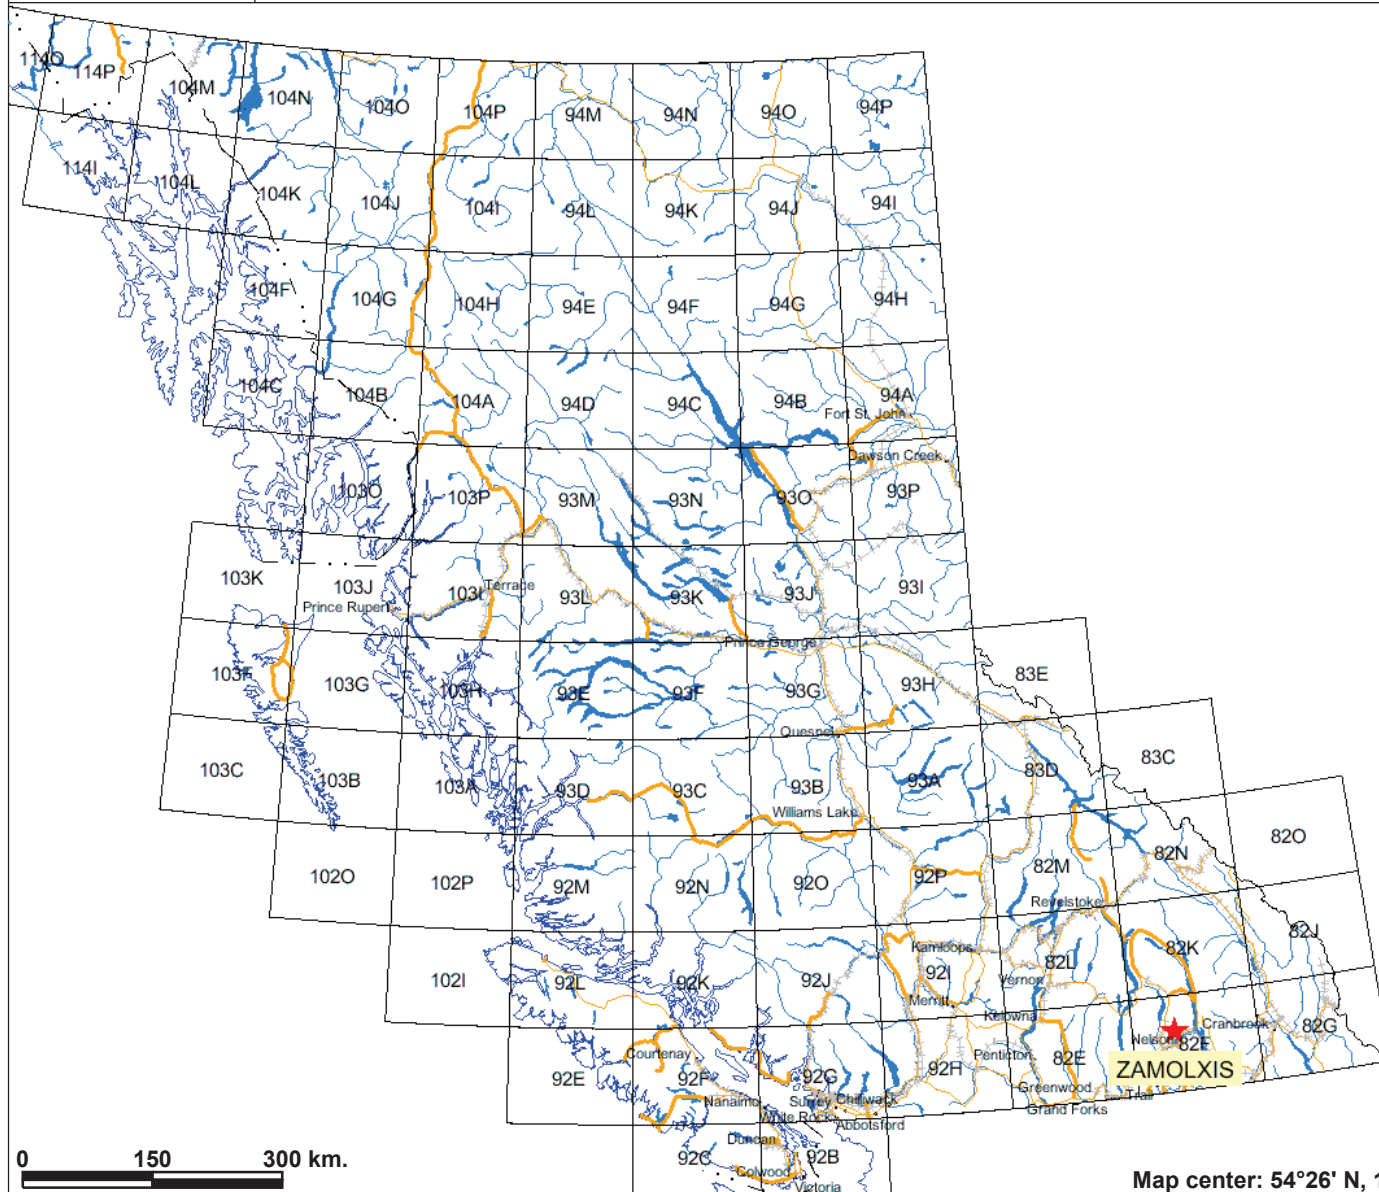 114O
114P
104M
104N
104O
104P
94M
94N
94O
94P
114I
104L
104K
104J
104I
94L
94K
94J
94I
104F
104G
104H
94E
94F
94G
94H
104C
104B
104A
94D
94C
94B
94A
Fort St. John
Dawson Creek
103O
103P
93M
93N
93O
93P
103K
103J
Prince Rupert
103I
Terrace
93L
93K
93J
93I
Prince George
103F
103G
103H
93E
93F
93G
93H
83E
Quesnel
103C
103B
103A
93D
93C
93B
93A
83D
83C
Williams Lake
102O
102P
92M
92N
92O
92P
82M
82N
82O
Revelstoke
102I
92L
92K
92J
Kamloops
92I
Merritt
82L
Vernon
82K
82J
Kelowna
Cranbrook
82G
Nelson
82F
ZAMOLXIS
92E
Courtenay
92F
92G
92H
Penticton
82E
Greenwood
Grand Forks
Trail
Nanaimo
Surrey
Chilliwack
White Rock
Abbotsford
Duncan
92C
Colwood
92B
Victoria
0 150 300 km.
Map center: 54°26' N, 1